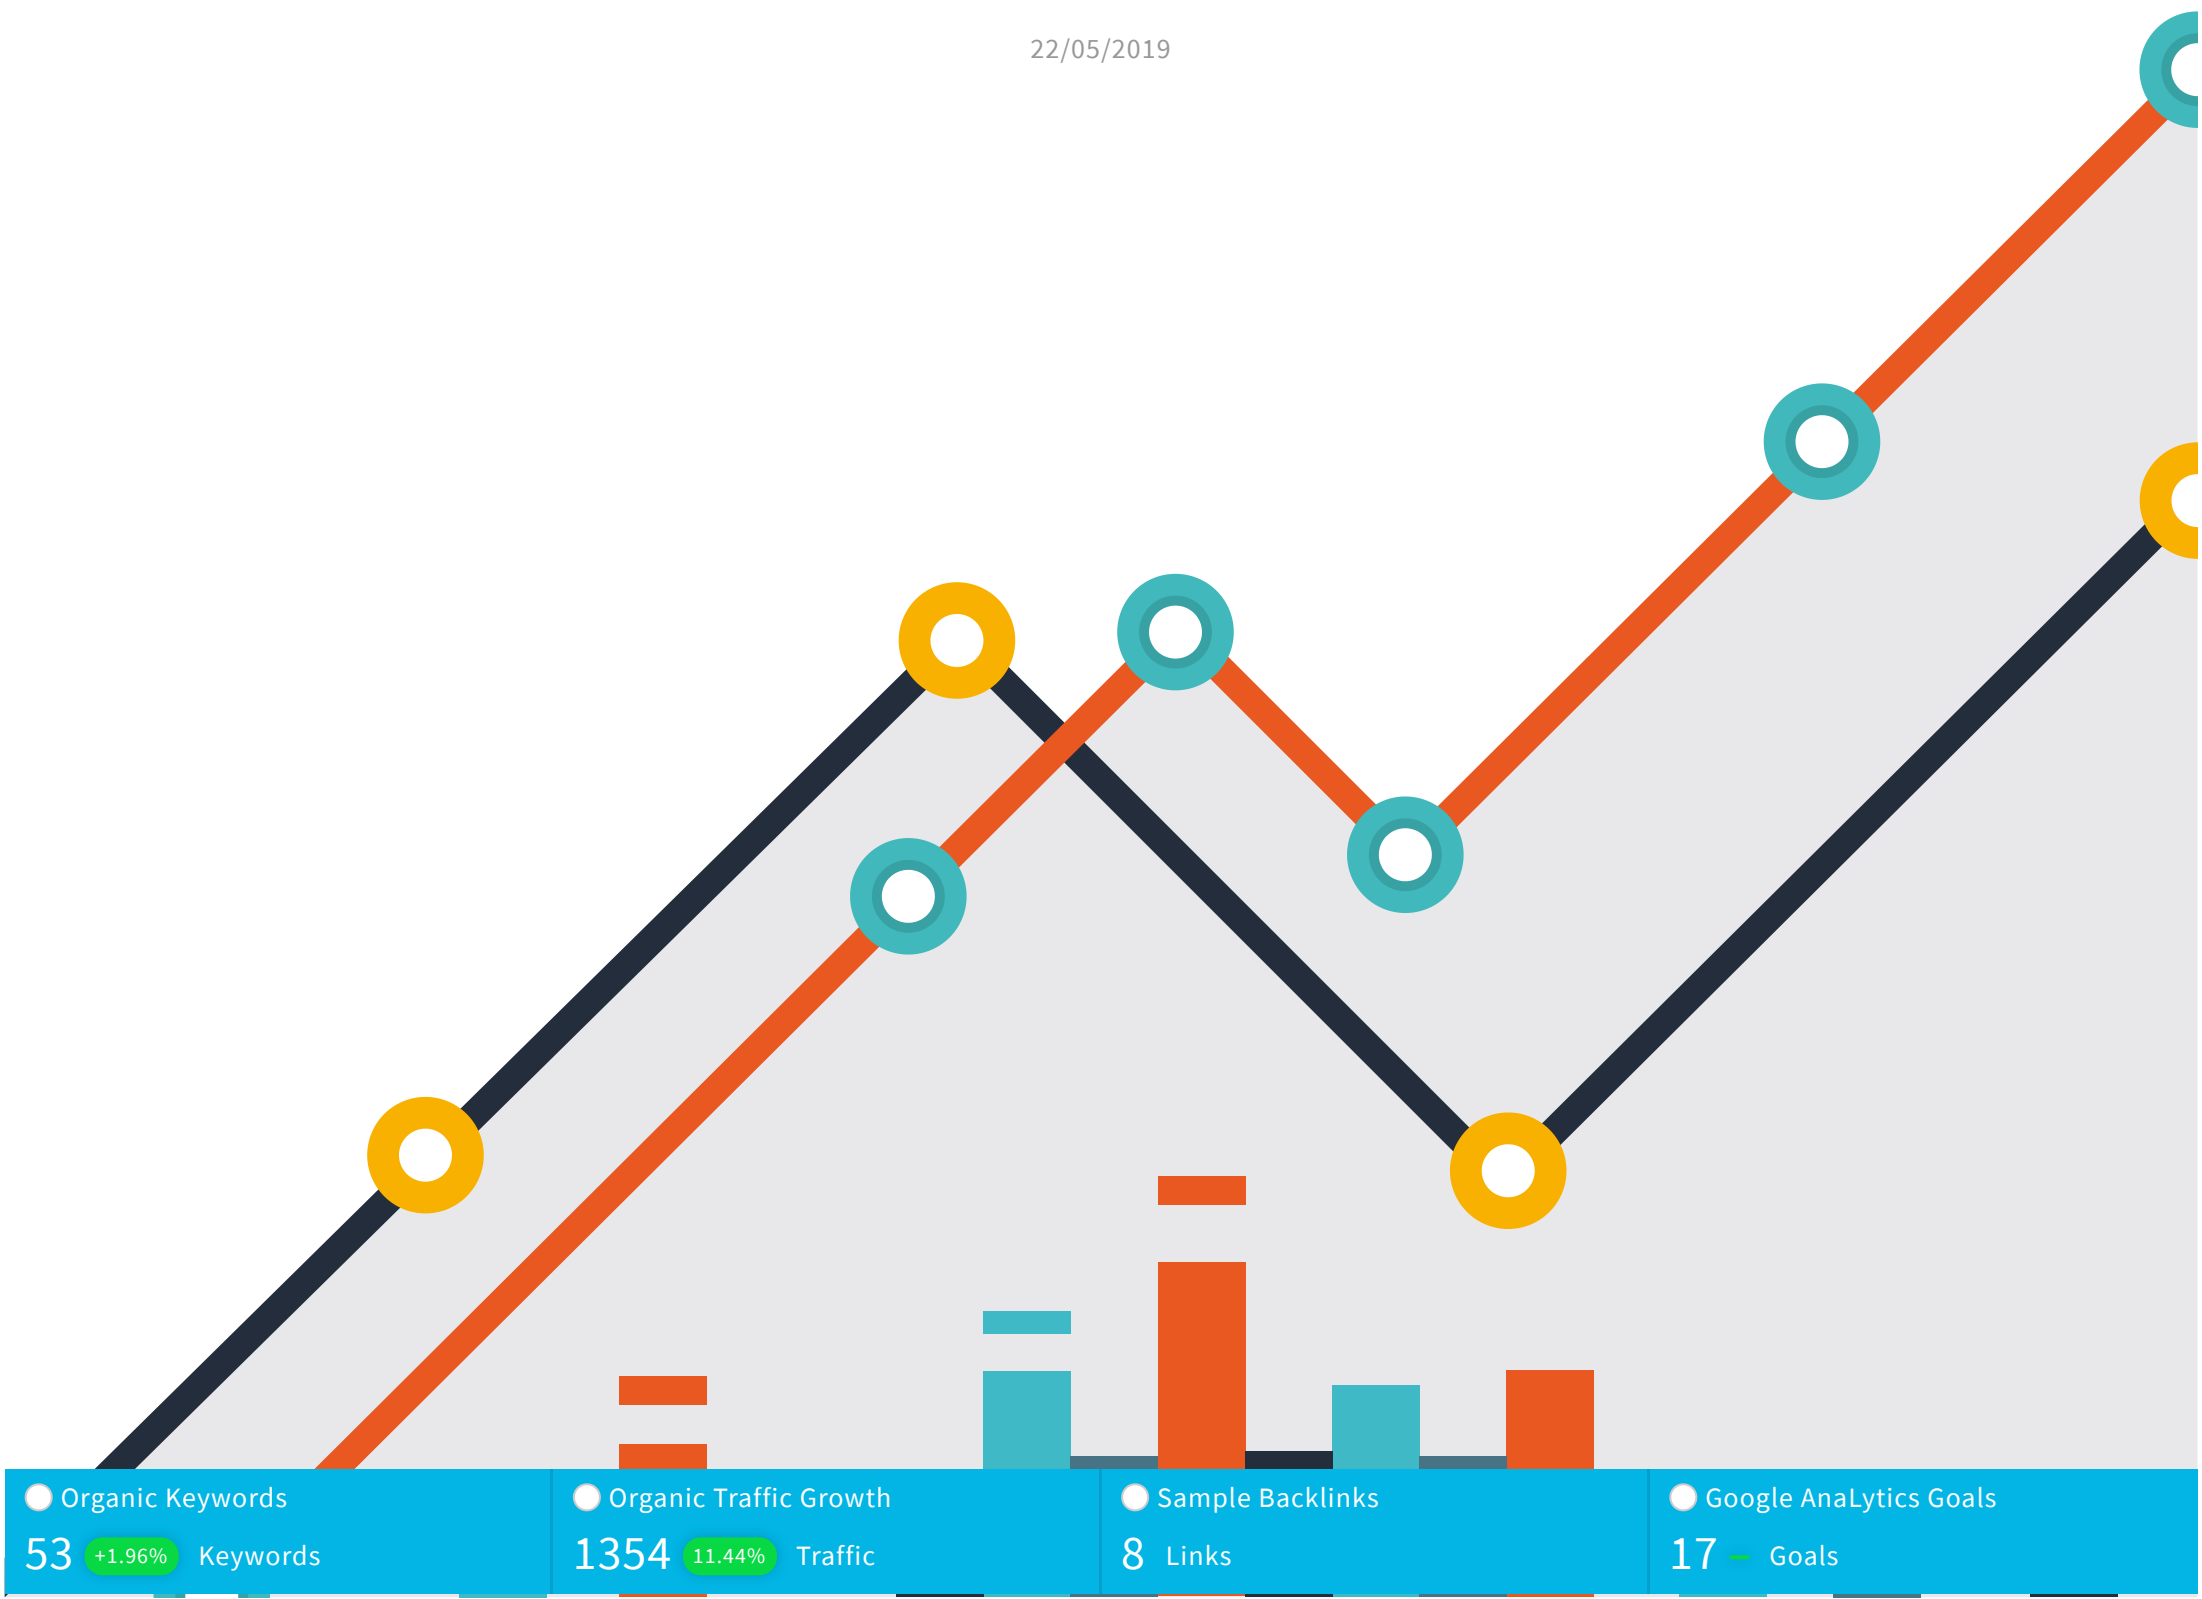 22/05/2019
Organic Keywords
53 +1.96% Keywords
Organic Traffic Growth
1354 11.44% Traffic
Sample Backlinks
8 Links
Google AnaLytics Goals
17 – Goals